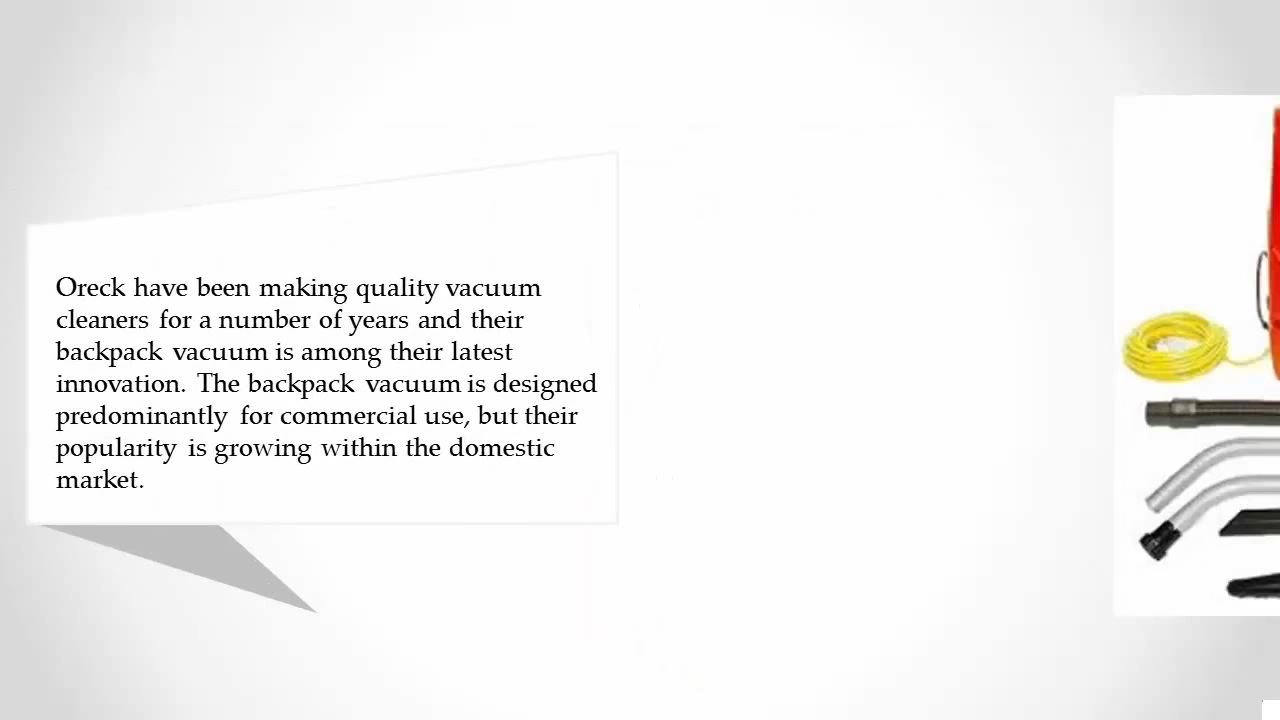 Oreck have been making quality vacuum
cleaners for a number of years and their
backpack vacuum is among their latest
innovation. The backpack vacuum is designed
predominantly for commercial use, but their
popularity is growing within the domestic
market.